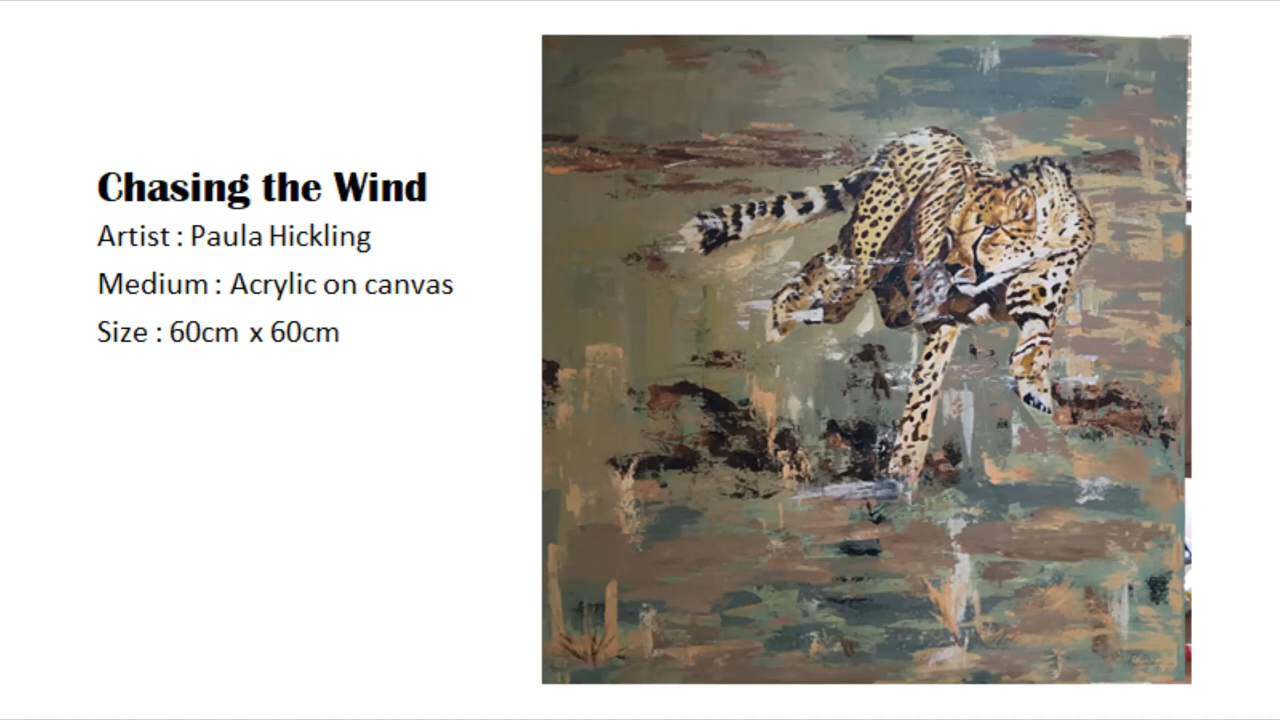 Chasing the Wind
Artist : Paula Hickling
Medium : Acrylic on canvas
Size : 60cm x 60cm